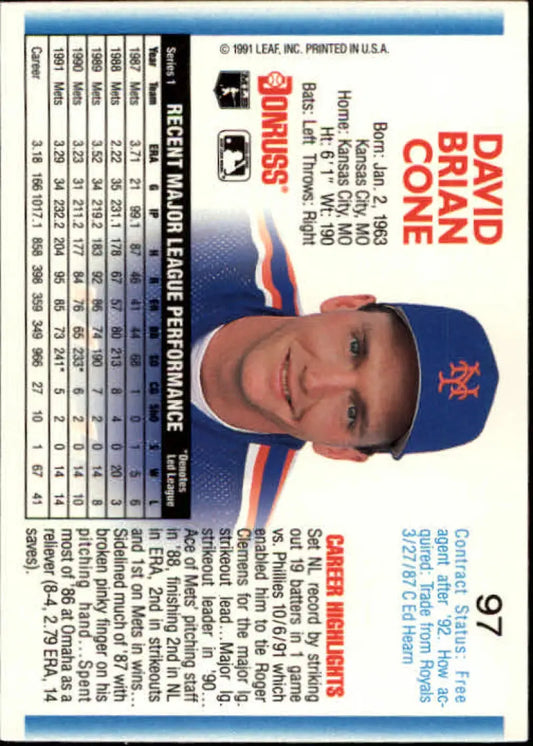 97
DAVID
BRIAN
CONE
Born: Jan. 2, 1963
Kansas City, MO
Home: Kansas City, MO
Ht: 6'1" Wt: 190
Bats: Left Throws: Right
DONRUSS®
© 1991 LEAF, INC. PRINTED IN U.S.A.
Contract Status: Free
agent after '92. How ac-
quired: Trade from Royals
3/27/87 C Ed Hearn
CAREER HIGHLIGHTS
Set NL record by striking
out 19 batters in 1 game
vs. Phillies 10/6/91 which
enabled him to tie Roger
Clemens for the major lg.
strikeout lead...Major lg.
strikeout leader in '90...
Ace of Mets' pitching staff
in '88, finishing 2nd in NL
in ERA, 2nd in strikeouts
and 1st on Mets in wins...
Sidelined much of '87 with
broken pinky finger on his
pitching hand....Spent
most of '86 at Omaha as a
reliever (8-4, 2.79 ERA, 14
saves).
Series 1 RECENT MAJOR LEAGUE PERFORMANCE *Denotes
Led League
Year Team ERA G IP H R ER BB SO CG ShO S W L
1987 Mets 3.71 21 99.1 87 46 41 44 68 1 0 1 5 6
1988 Mets 2.22 35 231.1 178 67 57 80 213 8 4 0 20 3
1989 Mets 3.52 34 219.2 183 92 86 74 190 7 2 0 14 8
1990 Mets 3.23 31 211.2 177 84 76 65 233* 6 2 0 14 10
1991 Mets 3.29 34 232.2 204 95 85 73 241* 5 2 0 14 14
Career 3.18 166 1017.1 858 398 359 349 966 27 10 1 67 41